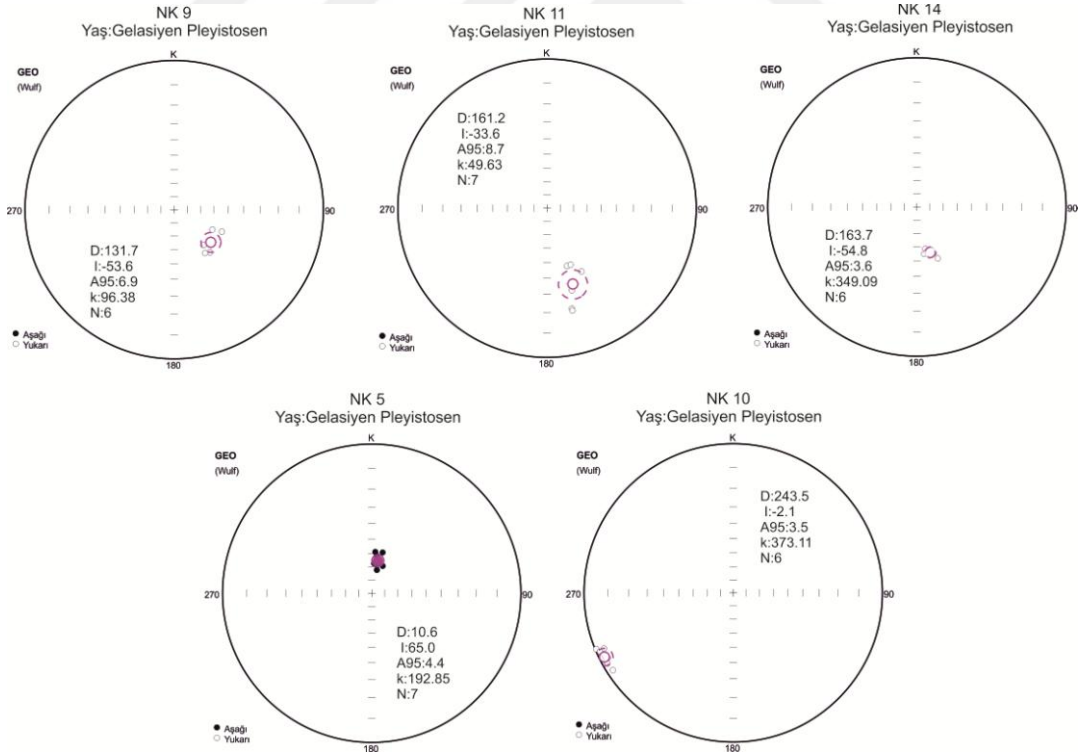 NK 9
Yaş:Gelasiyen Pleyistosen
K
GEO
(Wulf)
270
90
D:131.7
I:-53.6
A95:6.9
k:96.38
N:6
Aşağı
Yukarı
180
NK 11
Yaş:Gelasiyen Pleyistosen
K
GEO
(Wulf)
D:161.2
I:-33.6
A95:8.7
k:49.63
N:7
270
90
Aşağı
Yukarı
180
NK 14
Yaş:Gelasiyen Pleyistosen
K
GEO
(Wulf)
270
90
D:163.7
I:-54.8
A95:3.6
k:349.09
N:6
Aşağı
Yukarı
180
NK 5
Yaş:Gelasiyen Pleyistosen
K
GEO
(Wulf)
270
90
D:10.6
I:65.0
A95:4.4
k:192.85
N:7
Aşağı
Yukarı
180
NK 10
Yaş:Gelasiyen Pleyistosen
K
GEO
(Wulf)
D:243.5
I:-2.1
A95:3.5
k:373.11
N:6
270
90
Aşağı
Yukarı
180